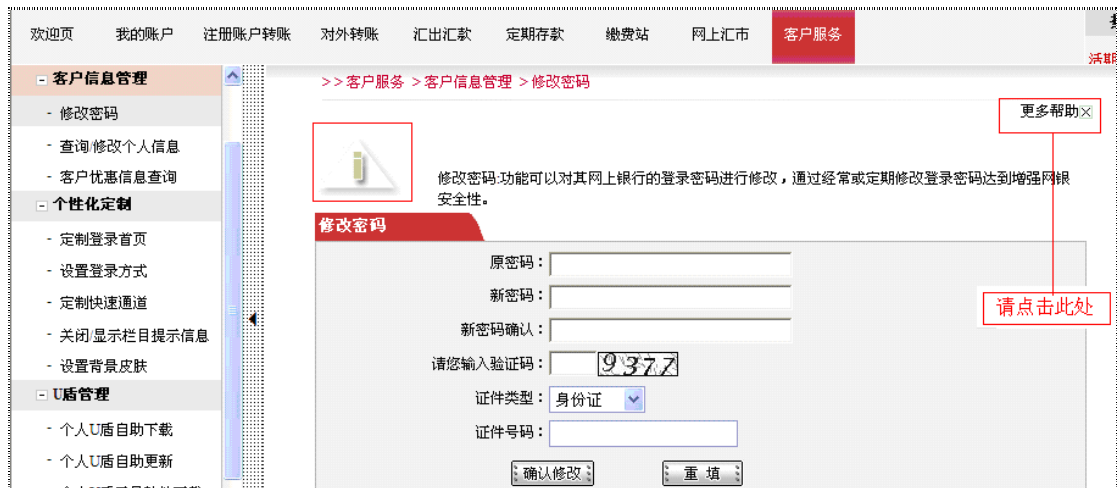 欢迎页 我的账户 注册账户转账 对外转账 汇出汇款 定期存款 缴费站 网上汇市 客户服务
活期
客户信息管理
- 修改密码
- 查询/修改个人信息
- 客户优惠信息查询
个性化定制
- 定制登录首页
- 设置登录方式
- 定制快速通道
- 关闭/显示栏目提示信息
- 设置背景皮肤
U盾管理
- 个人U盾自助下载
- 个人U盾自助更新
>>客户服务 >客户信息管理 >修改密码
更多帮助
修改密码:功能可以对其网上银行的登录密码进行修改，通过经常或定期修改登录密码达到增强网银
安全性。
修改密码
原密码：
新密码：
新密码确认：
请您输入验证码： 9377
证件类型： 身份证
证件号码：
确认修改 重 填
请点击此处